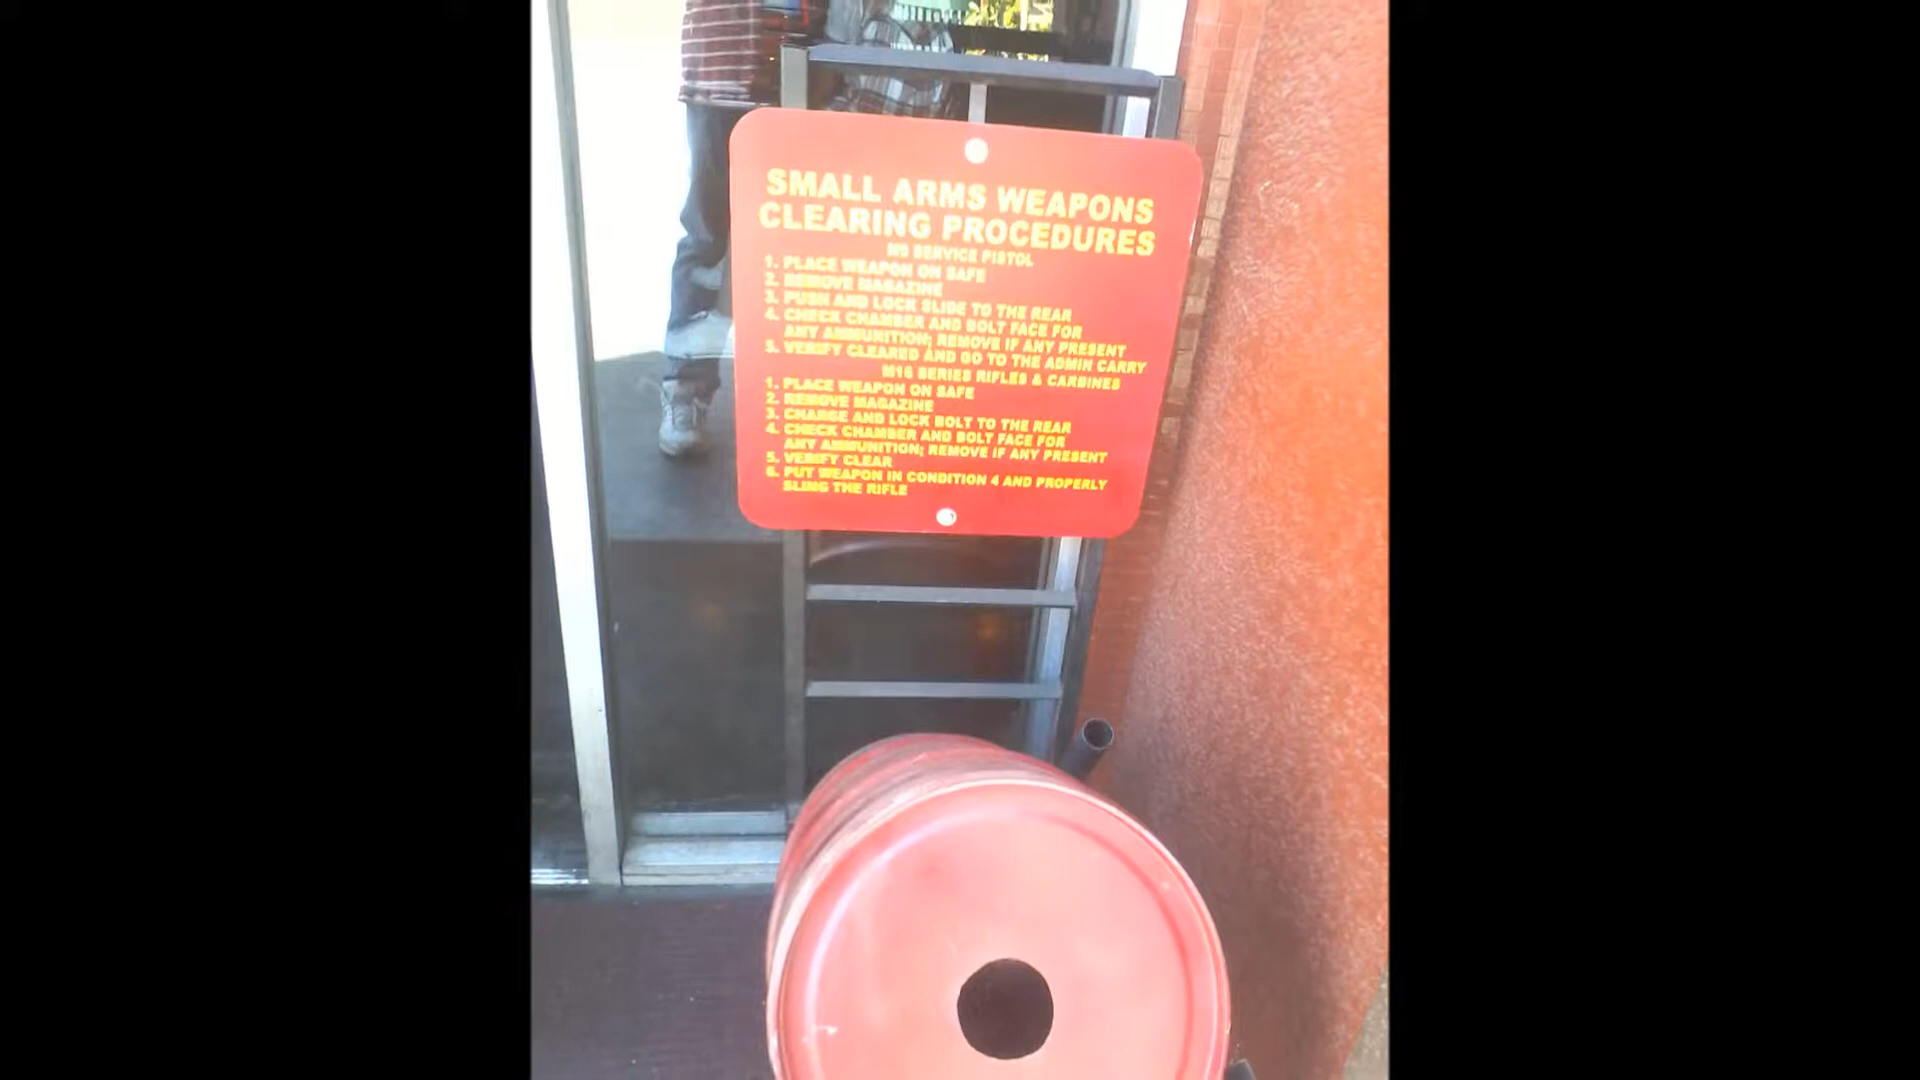 SMALL ARMS WEAPONS
CLEARING PROCEDURES
M9 SERVICE PISTOL
1. PLACE WEAPON ON SAFE
2. REMOVE MAGAZINE
3. PUSH AND LOCK SLIDE TO THE REAR
4. CHECK CHAMBER AND BOLT FACE FOR
ANY AMMUNITION; REMOVE IF ANY PRESENT
5. VERIFY CLEARED AND GO TO THE ADMIN CARRY
M16 SERIES RIFLES & CARBINES
1. PLACE WEAPON ON SAFE
2. REMOVE MAGAZINE
3. CHARGE AND LOCK BOLT TO THE REAR
4. CHECK CHAMBER AND BOLT FACE FOR
ANY AMMUNITION; REMOVE IF ANY PRESENT
5. VERIFY CLEAR
6. PUT WEAPON IN CONDITION 4 AND PROPERLY
SLING THE RIFLE